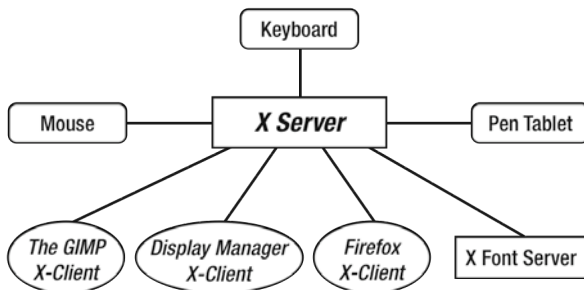 Keyboard
Mouse
X Server
Pen Tablet
The GIMP
X-Client
Display Manager
X-Client
Firefox
X-Client
X Font Server